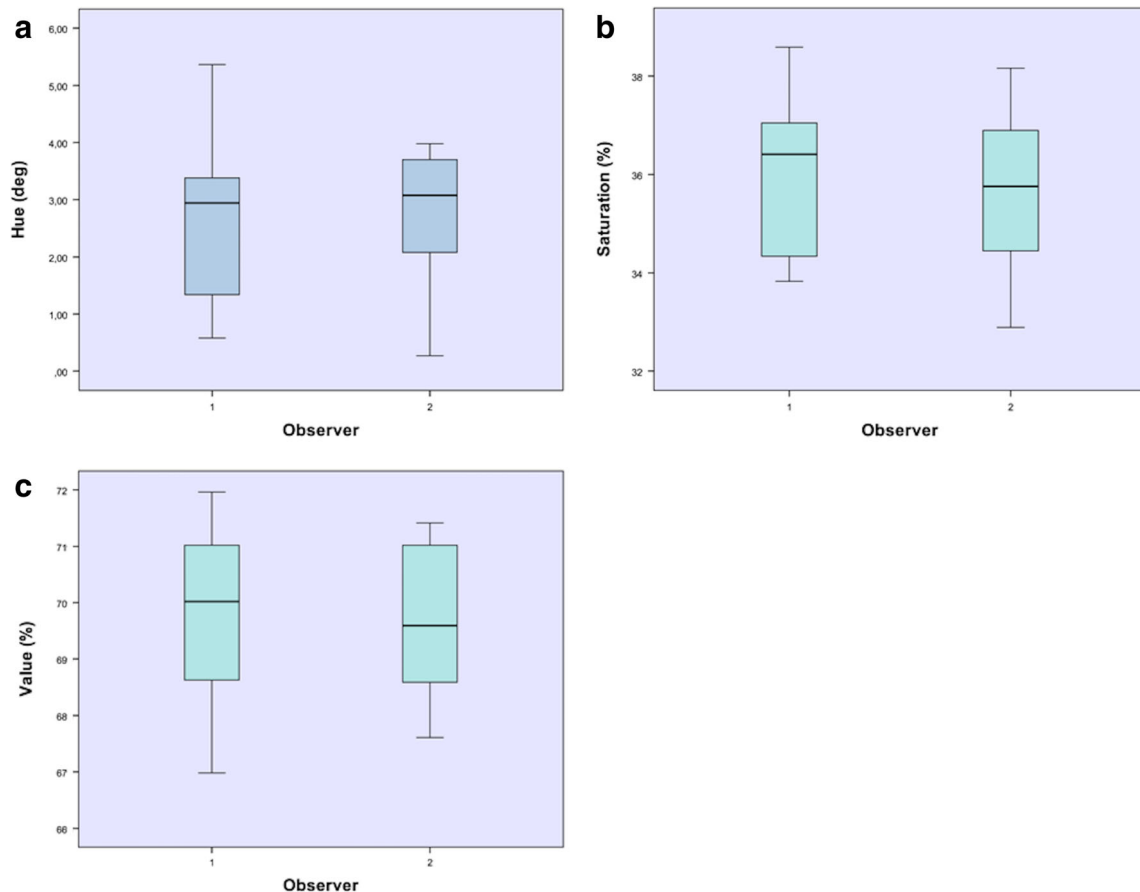 a
6,00
5,00
4,00
3,00
2,00
1,00
,00
Hue (deg)
1
2
Observer
b
38
36
34
32
Saturation (%)
1
2
Observer
c
72
71
70
69
68
67
66
Value (%)
1
2
Observer